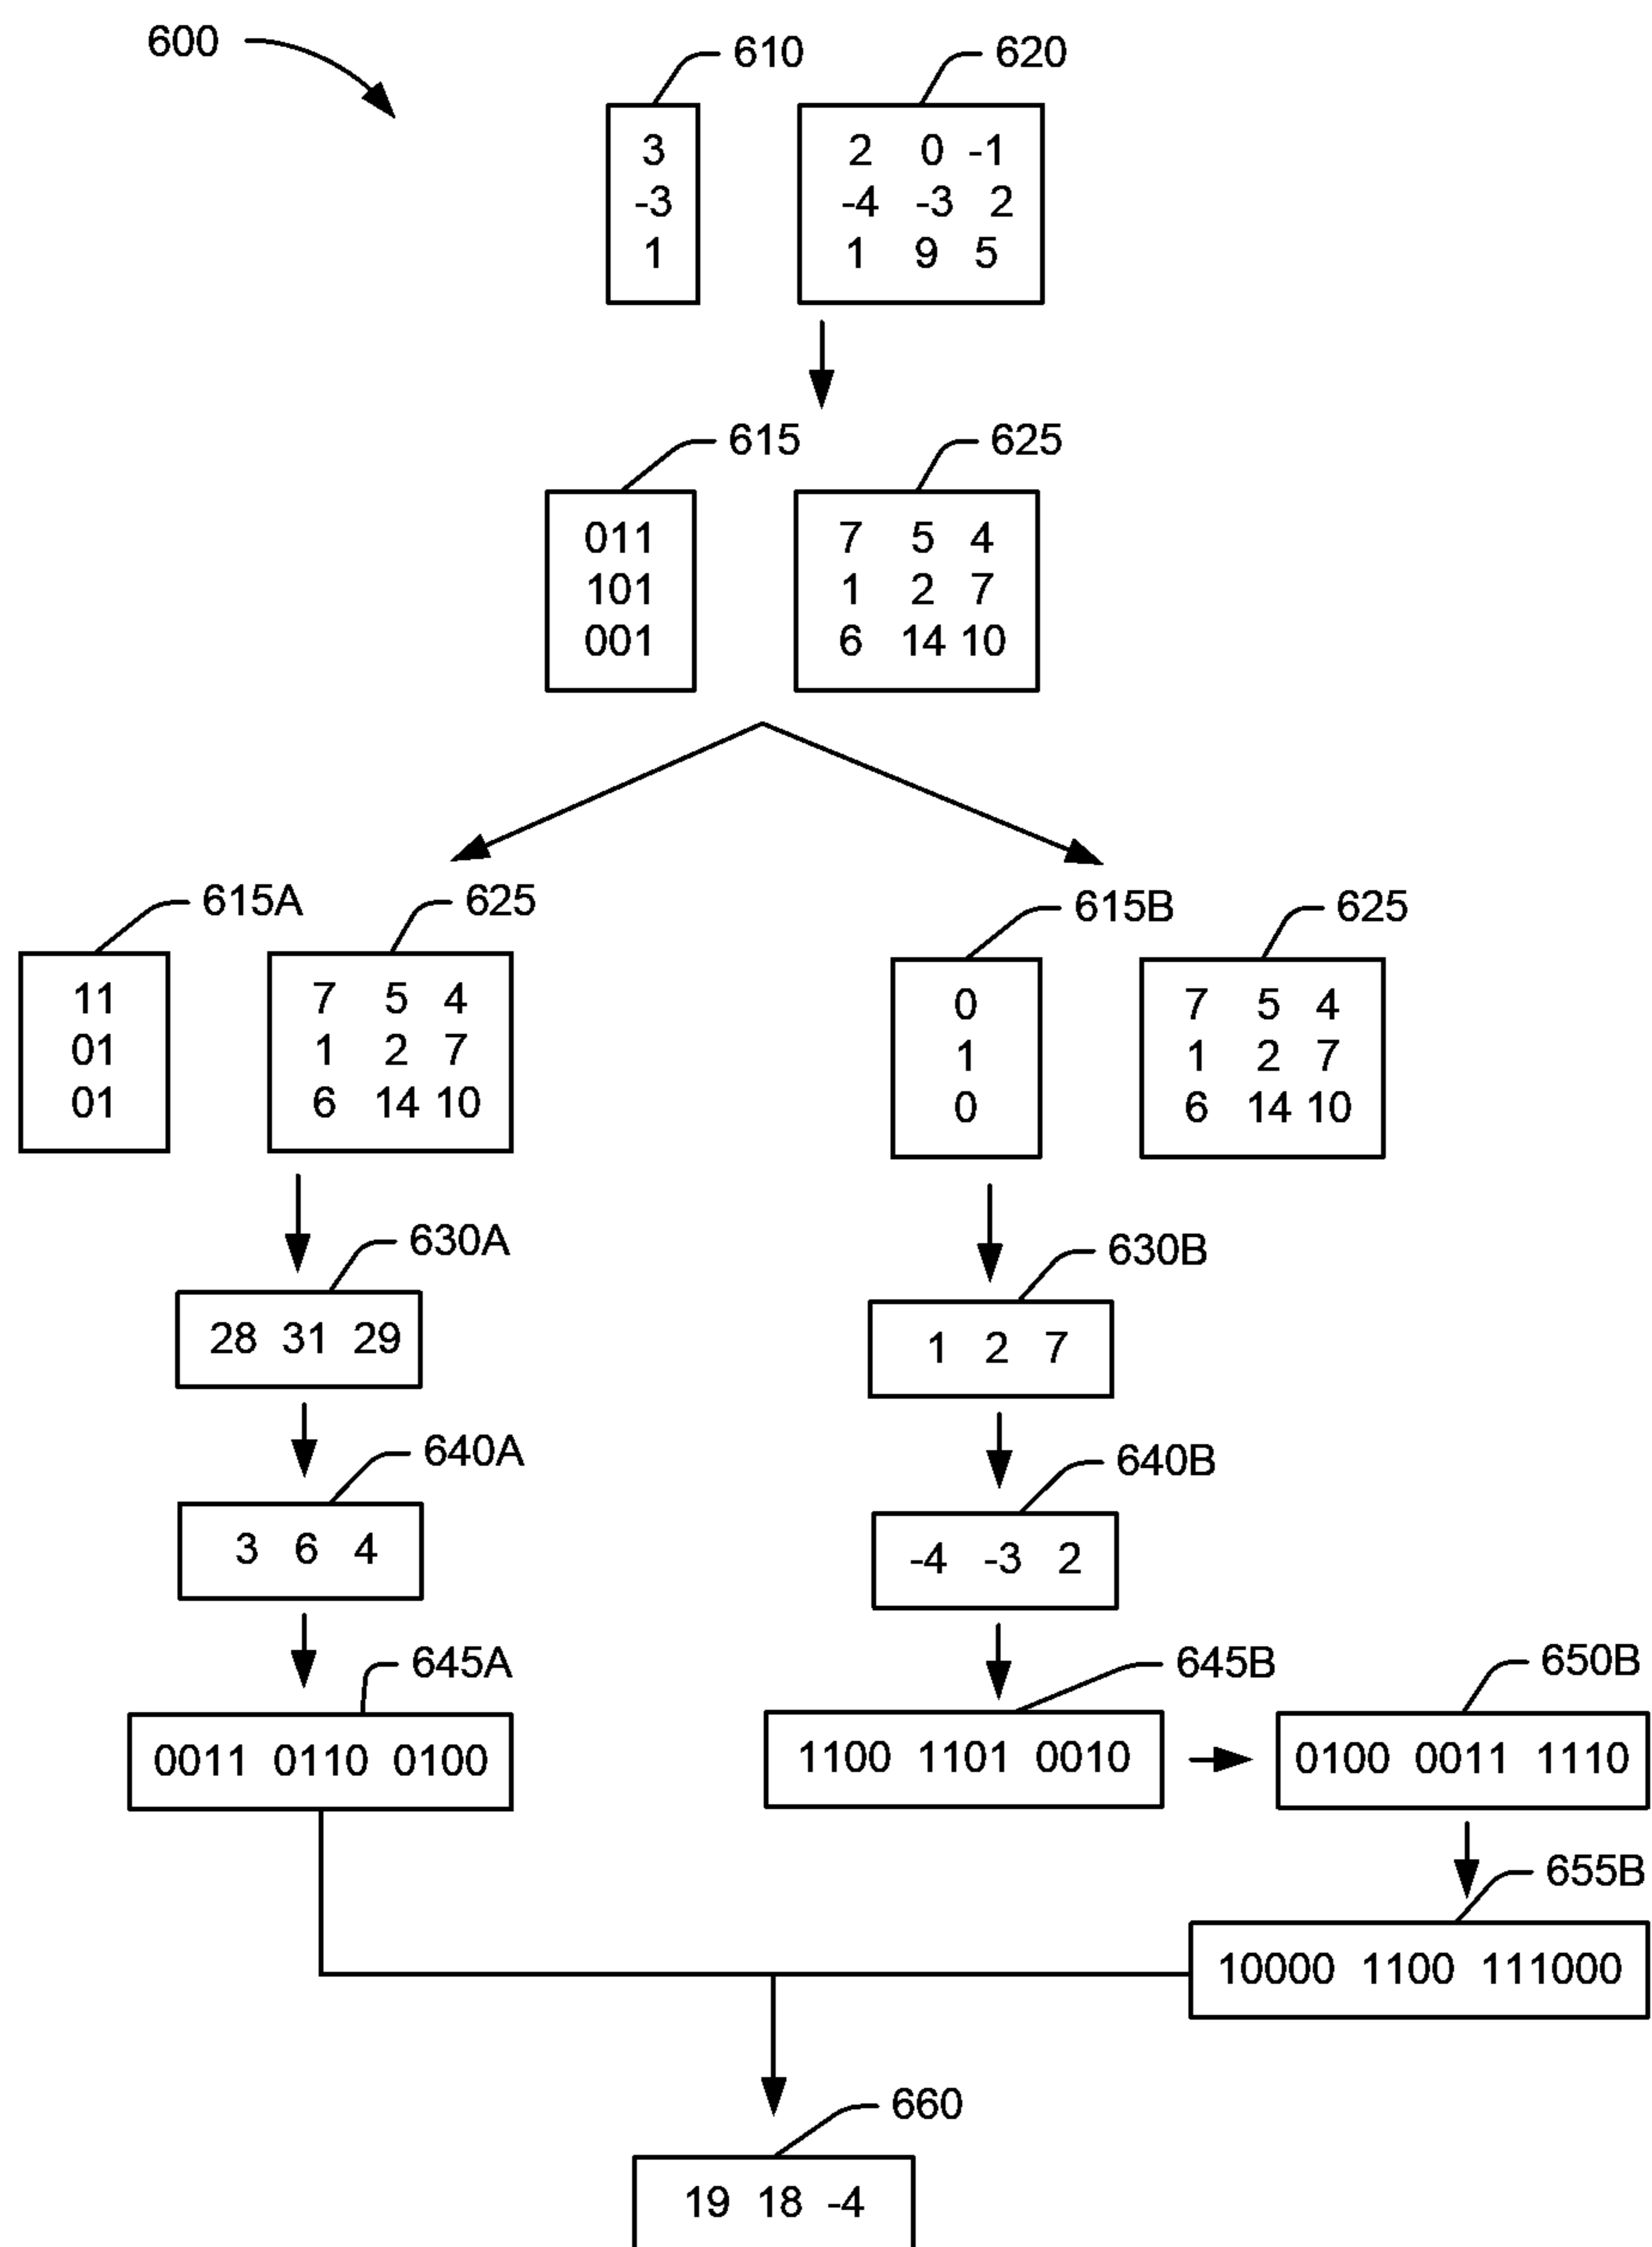 600
610 620
3
-3
1
2 0 -1
-4 -3 2
1 9 5
615 625
011
101
001
7 5 4
1 2 7
6 14 10
615A 625
11
01
01
7 5 4
1 2 7
6 14 10
615B 625
0
1
0
7 5 4
1 2 7
6 14 10
630A
28 31 29
630B
1 2 7
640A
3 6 4
640B
-4 -3 2
645A
0011 0110 0100
645B
1100 1101 0010
650B
0100 0011 1110
655B
10000 1100 111000
660
19 18 -4